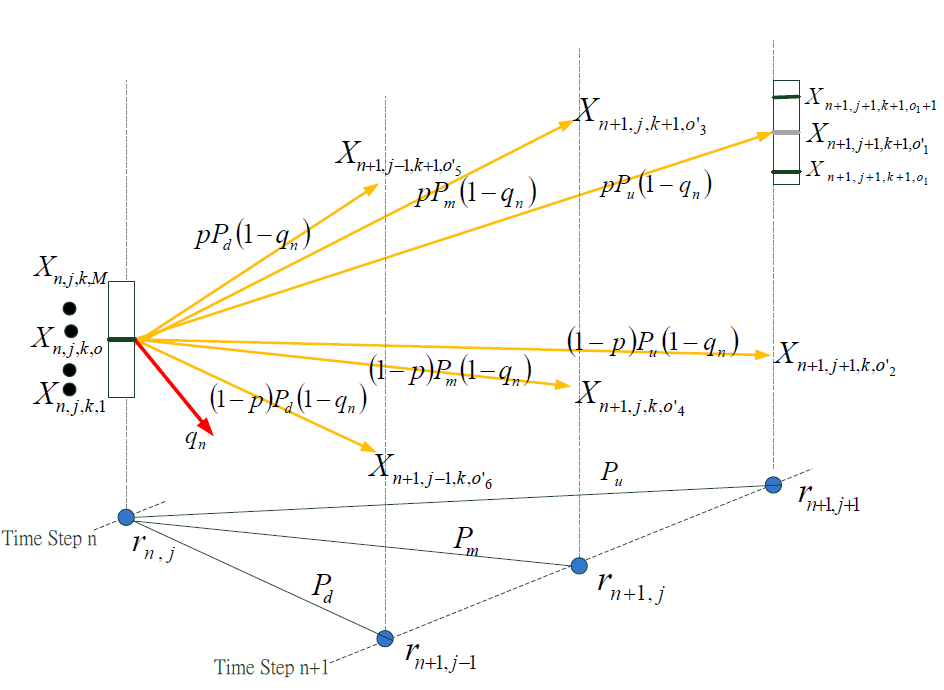 X_{n+1, j+1, k+1, o_1+1}
X_{n+1, j, k+1, o'_3}
X_{n+1, j+1, k+1, o'_1}
X_{n+1, j-1, k+1, o'_5}
X_{n+1, j+1, k+1, o_1}
pP_m(1-q_n)
pP_u(1-q_n)
pP_d(1-q_n)
X_{n, j, k, M}
X_{n, j, k, o}
(1-p)P_u(1-q_n)
X_{n+1, j+1, k, o'_2}
(1-p)P_m(1-q_n)
X_{n, j, k, 1}
(1-p)P_d(1-q_n)
X_{n+1, j, k, o'_4}
q_n
X_{n+1, j-1, k, o'_6}
P_u
r_{n+1, j+1}
Time Step n
r_{n, j}
P_m
P_d
r_{n+1, j}
r_{n+1, j-1}
Time Step n+1